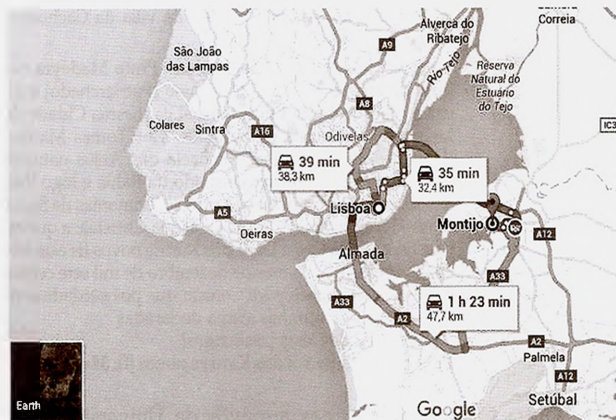 Alverca do
Ribatejo
Correia
A9
São João
das Lampas
Rio Tejo
Reserva
Natural do
Estuário
do Tejo
A8
Colares
Sintra
A16
Odivelas
IC3
39 min
38,3 km
35 min
32,4 km
Lisboa
A5
Oeiras
Montijo
A12
Almada
A33
A33
1 h 23 min
47,7 km
A2
A2
Palmela
A12
Earth
Google
Setúbal